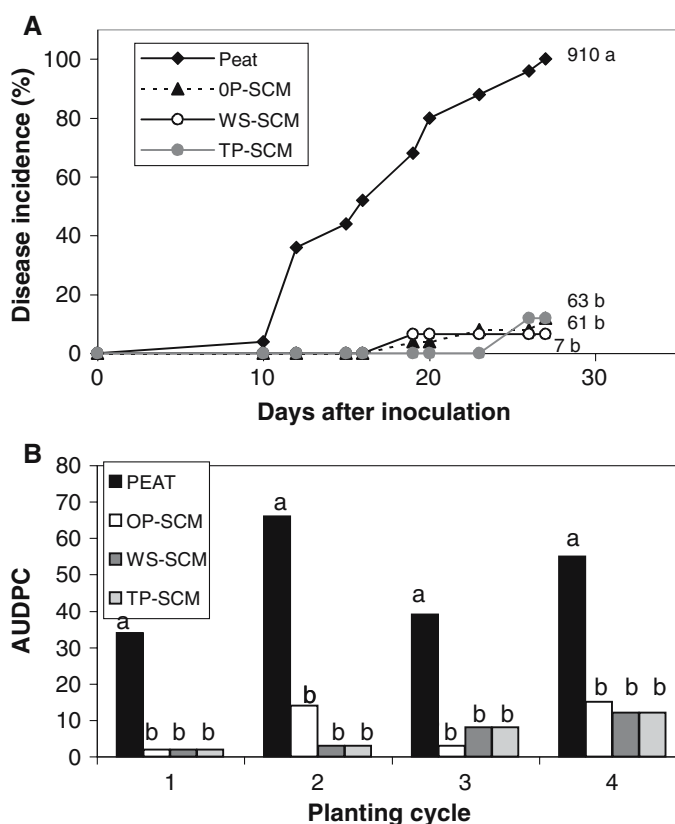 A
Disease incidence (%)
100
80
60
40
20
0
Peat
0P-SCM
WS-SCM
TP-SCM
910 a
63 b
61 b
7 b
0
10
20
30
Days after inoculation
B
AUDPC
80
70
60
50
40
30
20
10
0
PEAT
OP-SCM
WS-SCM
TP-SCM
a
b b b
a
b
b b
a
b
b b
a
b b b
1
2
3
4
Planting cycle